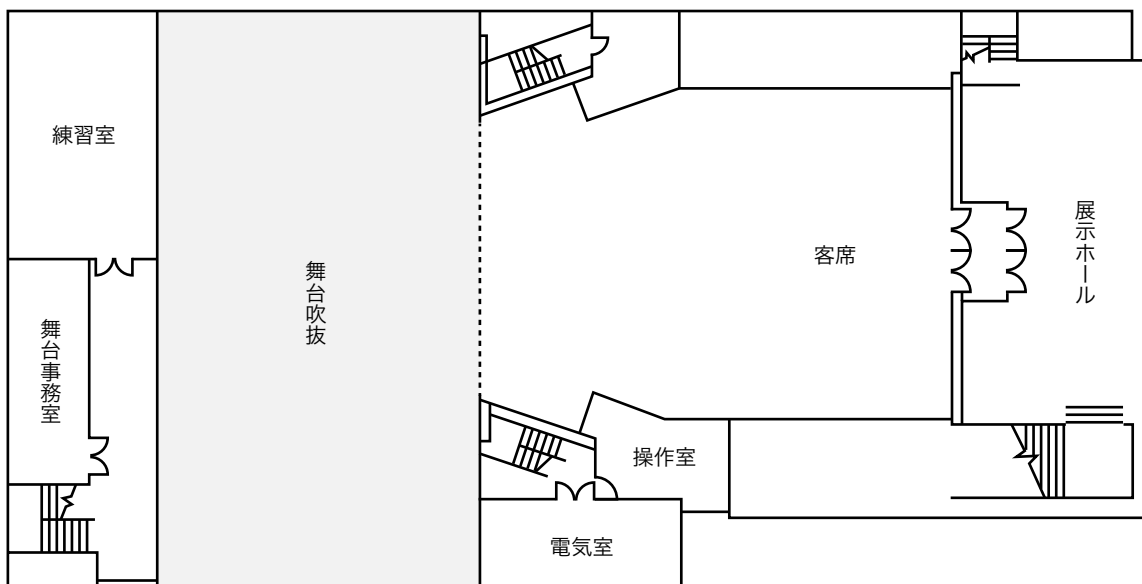 練習室
舞台事務室
舞台吹抜
客席
展示ホール
操作室
電気室